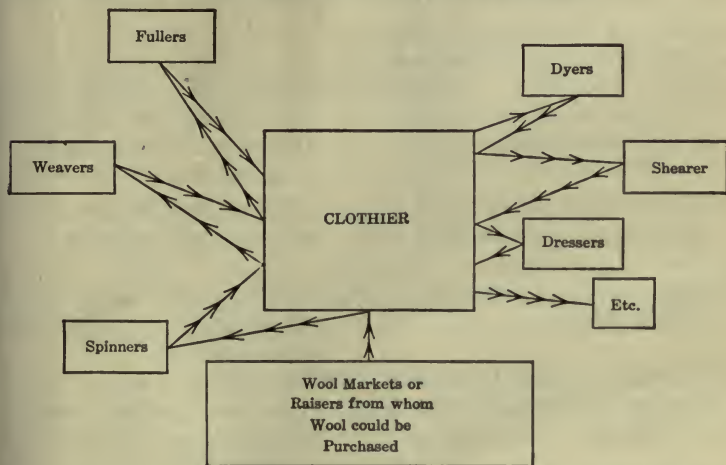 Fullers
Dyers
Weavers
Shearer
CLOTHIER
Dressers
Etc.
Spinners
Wool Markets or
Raisers from whom
Wool could be
Purchased